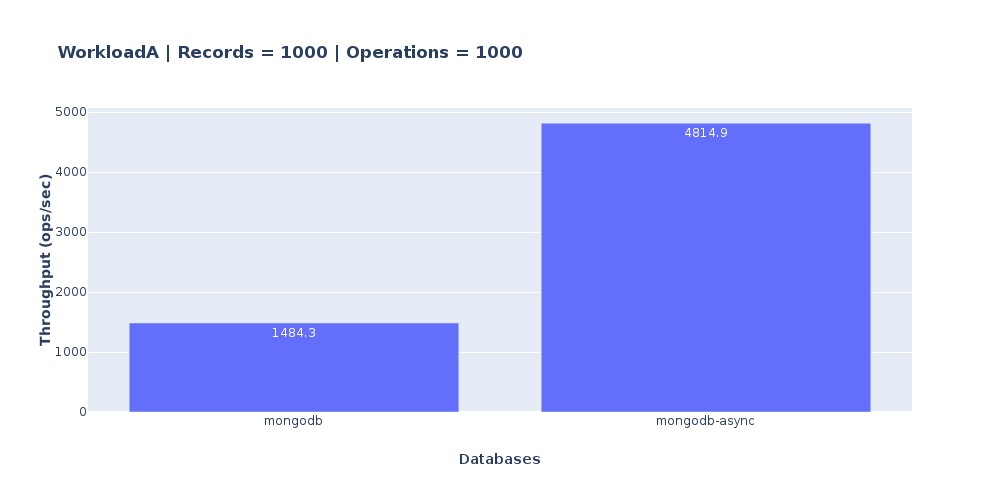 WorkloadA | Records = 1000 | Operations = 1000
Throughput (ops/sec)
5000
4000
3000
2000
1000
0
1484.3
4814.9
mongodb
mongodb-async
Databases